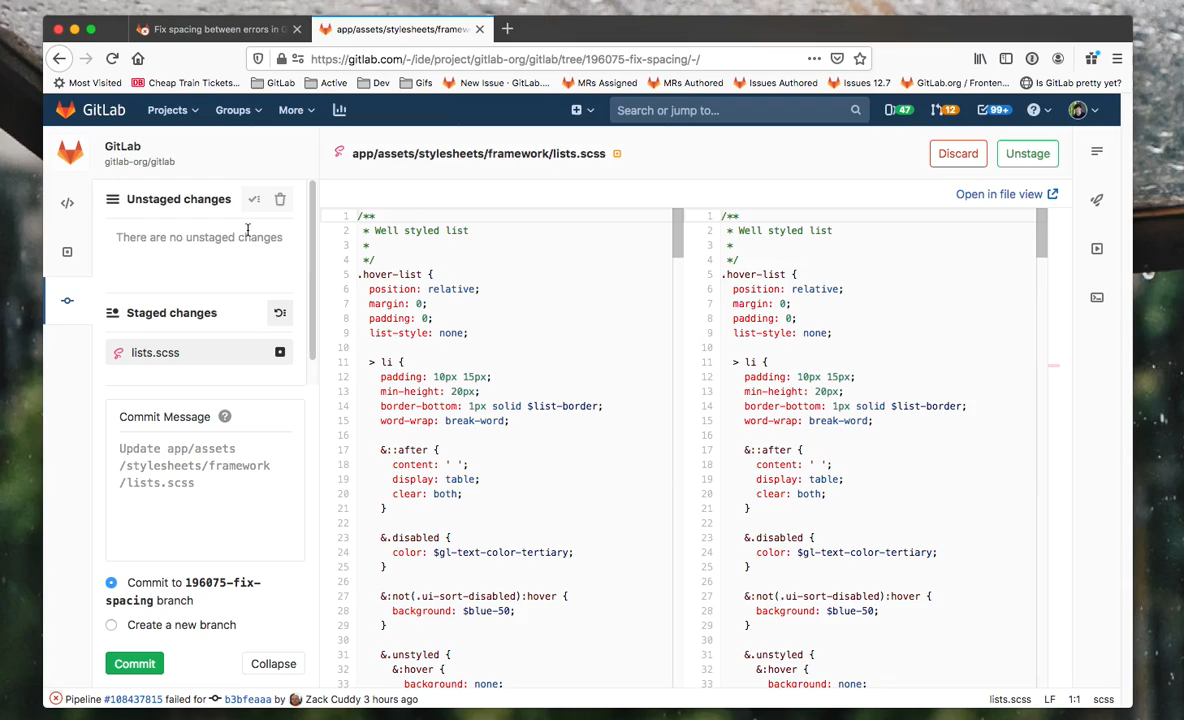 Fix spacing between errors in
app/assets/stylesheets/framew
https://gitlab.com/-/ide/project/gitlab-org/gitlab/tree/196075-fix-spacing/-/
Most Visited
Cheap Train Tickets...
GitLab
Active
Dev
Gifs
New Issue · GitLab....
MRs Assigned
MRs Authored
Issues Authored
Issues 12.7
GitLab.org / Fronten...
Is GitLab pretty yet?
GitLab
Projects
Groups
More
Search or jump to...
47
12
99+
GitLab
gitlab-org/gitlab
app/assets/stylesheets/framework/lists.scss
Discard
Unstage
Unstaged changes
There are no unstaged changes
Staged changes
lists.scss
Commit Message
Update app/assets
/stylesheets/framework
/lists.scss
Commit to 196075-fix-
spacing branch
Create a new branch
Commit
Collapse
Open in file view
1 /**
2 * Well styled list
3 *
4 */
5 .hover-list {
6 position: relative;
7 margin: 0;
8 padding: 0;
9 list-style: none;
10
11 > li {
12 padding: 10px 15px;
13 min-height: 20px;
14 border-bottom: 1px solid $list-border;
15 word-wrap: break-word;
16
17 &::after {
18 content: ' ';
19 display: table;
20 clear: both;
21 }
22
23 &.disabled {
24 color: $gl-text-color-tertiary;
25 }
26
27 &:not(.ui-sort-disabled):hover {
28 background: $blue-50;
29 }
30
31 &.unstyled {
32 &:hover {
33 background: none;
1 /**
2 * Well styled list
3 *
4 */
5 .hover-list {
6 position: relative;
7 margin: 0;
8 padding: 0;
9 list-style: none;
10
11 > li {
12 padding: 10px 15px;
13 min-height: 20px;
14 border-bottom: 1px solid $list-border;
15 word-wrap: break-word;
16
17 &::after {
18 content: ' ';
19 display: table;
20 clear: both;
21 }
22
23 &.disabled {
24 color: $gl-text-color-tertiary;
25 }
26
27 &:not(.ui-sort-disabled):hover {
28 background: $blue-50;
29 }
30
31 &.unstyled {
32 &:hover {
33 background: none;
Pipeline #108437815 failed for b3bfeaaa by Zack Cuddy 3 hours ago
lists.scss
LF
1:1
scss